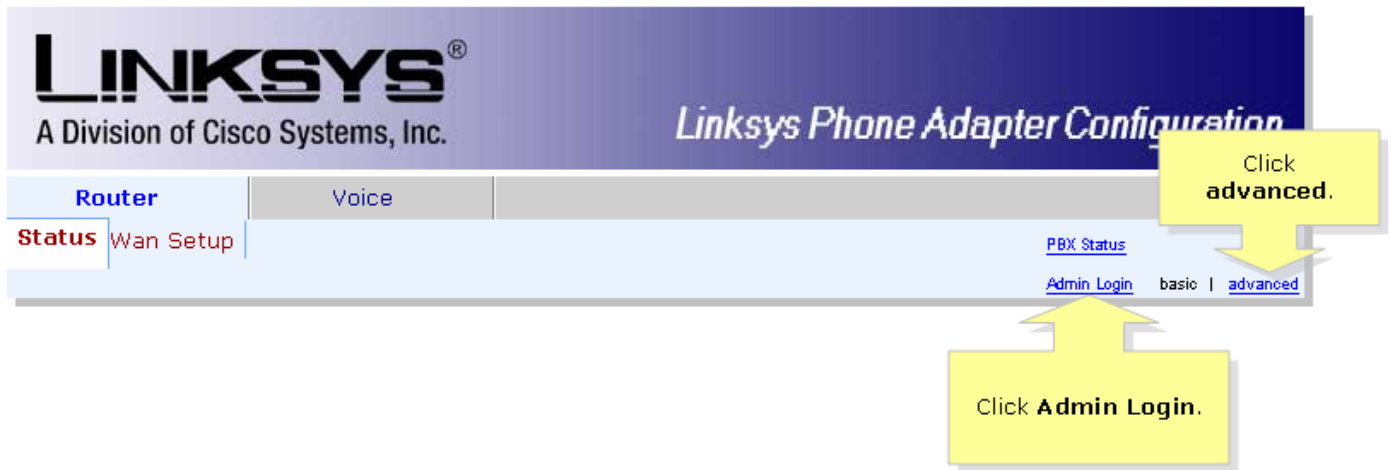 LINKSYS®
A Division of Cisco Systems, Inc.
Linksys Phone Adapter Configuration
Click
advanced.
Router Voice
Status Wan Setup
PBX Status
Admin Login basic | advanced
Click Admin Login.